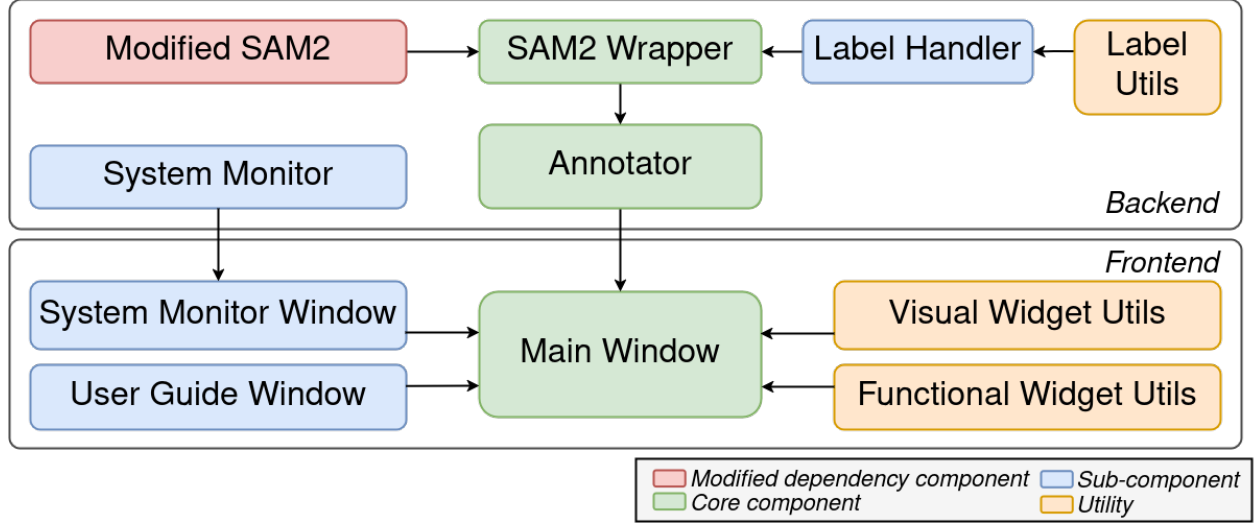 Modified SAM2
SAM2 Wrapper
Label Handler
Label
Utils
System Monitor
Annotator
Backend
Frontend
System Monitor Window
Main Window
Visual Widget Utils
User Guide Window
Functional Widget Utils
Modified dependency component
Sub-component
Core component
Utility